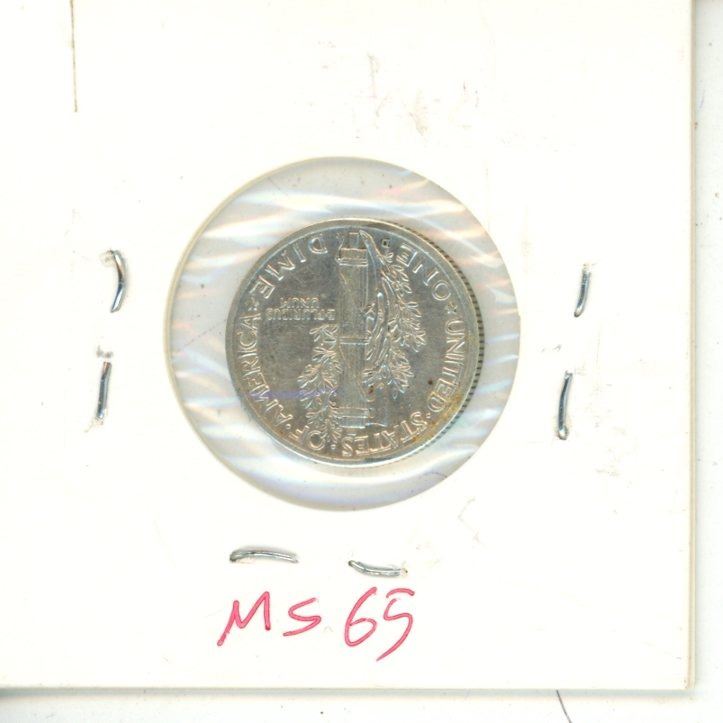 UNITED · STATES · OF · AMERICA
ONE · DIME
E PLURIBUS
UNUM
MS 65